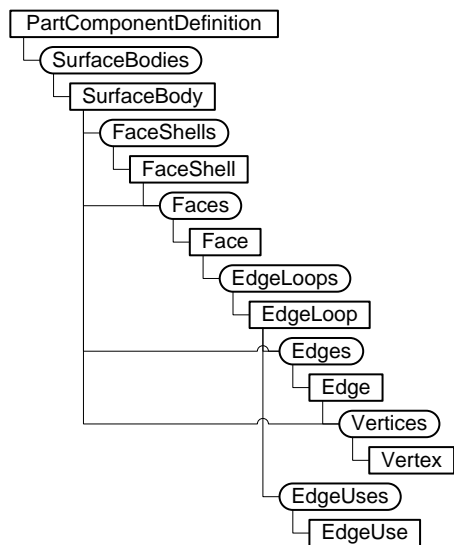 PartComponentDefinition
SurfaceBodies
SurfaceBody
FaceShells
FaceShell
Faces
Face
EdgeLoops
EdgeLoop
Edges
Edge
Vertices
Vertex
EdgeUses
EdgeUse